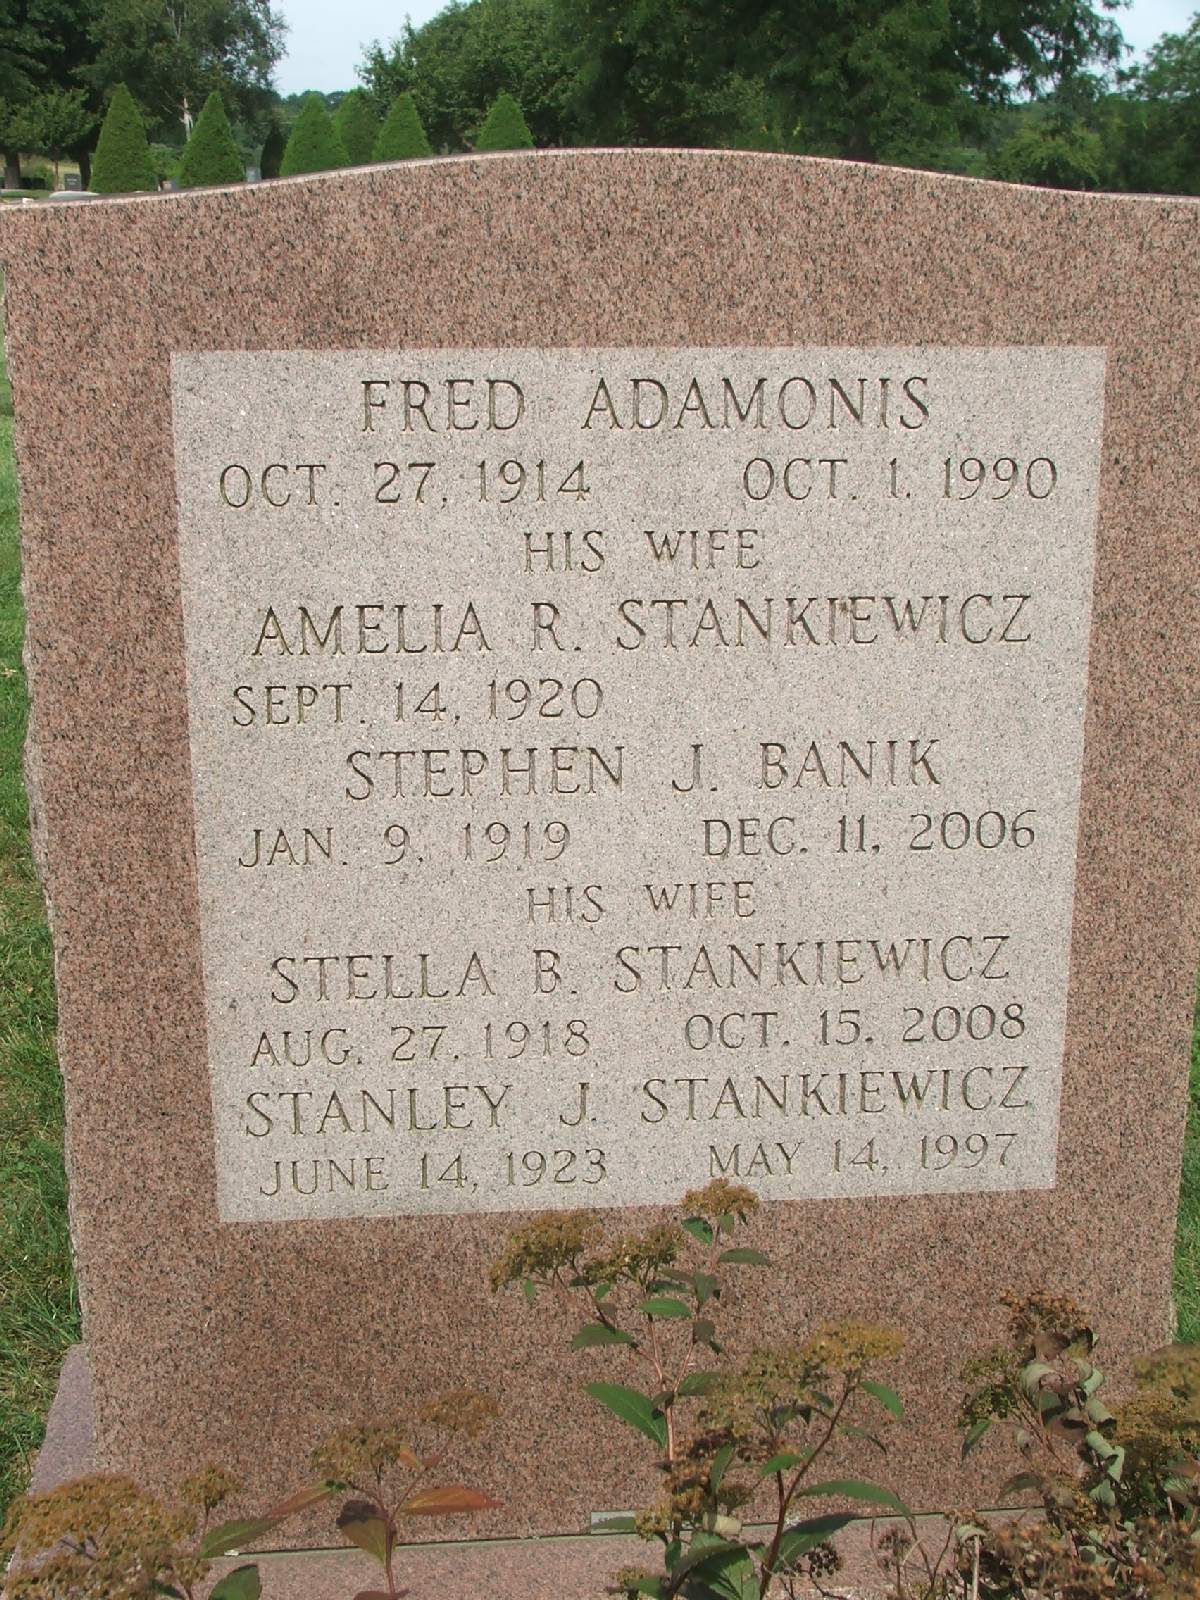 FRED ADAMONIS
OCT. 27, 1914 OCT. 1. 1990
HIS WIFE
AMELIA R. STANKIEWICZ
SEPT. 14, 1920
STEPHEN J. BANIK
JAN. 9, 1919 DEC. 11, 2006
HIS WIFE
STELLA B. STANKIEWICZ
AUG. 27, 1918 OCT. 15, 2008
STANLEY J. STANKIEWICZ
JUNE 14, 1923 MAY 14, 1997